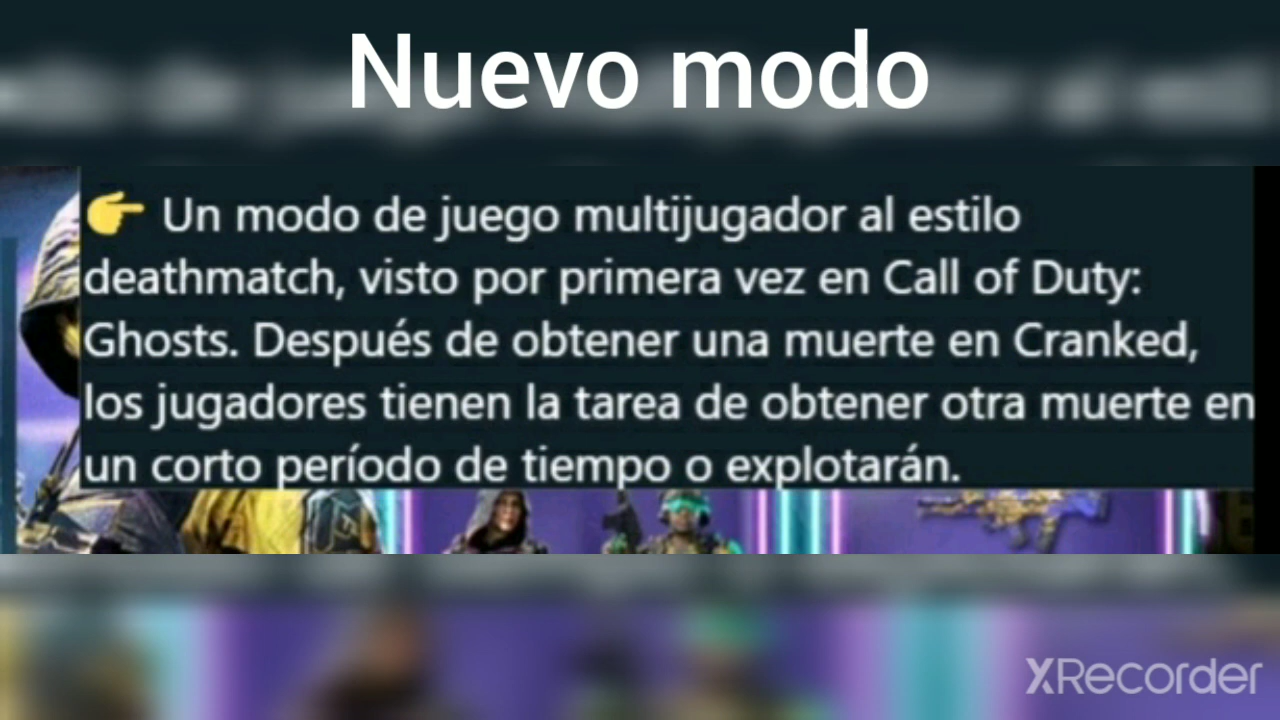 Nuevo modo
👉 Un modo de juego multijugador al estilo
deathmatch, visto por primera vez en Call of Duty:
Ghosts. Después de obtener una muerte en Cranked,
los jugadores tienen la tarea de obtener otra muerte en
un corto período de tiempo o explotarán.
XRecorder